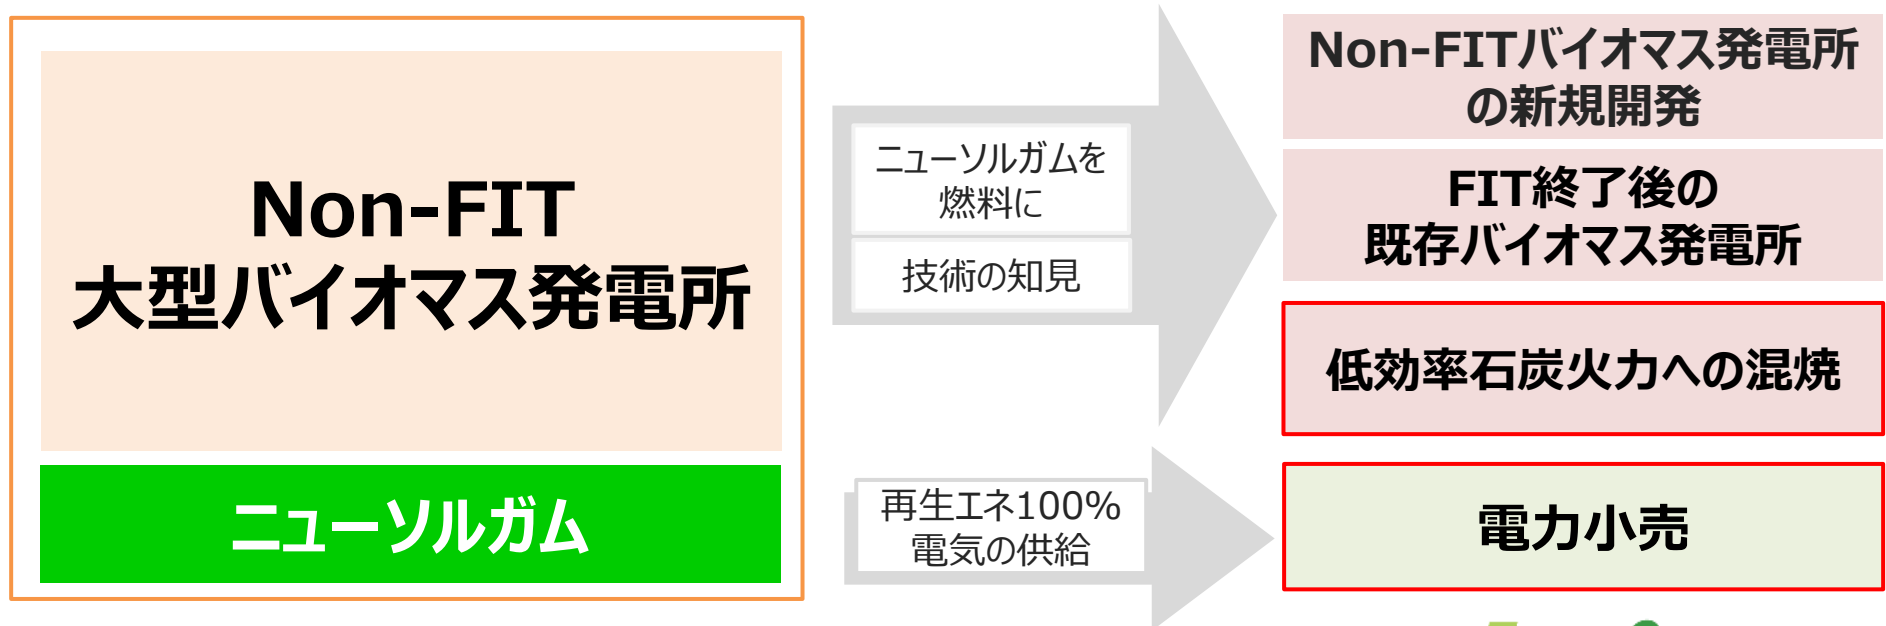 Non-FIT
大型バイオマス発電所
ニューソルガム
ニューソルガムを
燃料に
技術の知見
再生エネ100%
電気の供給
Non-FITバイオマス発電所
の新規開発
FIT終了後の
既存バイオマス発電所
低効率石炭火力への混焼
電力小売